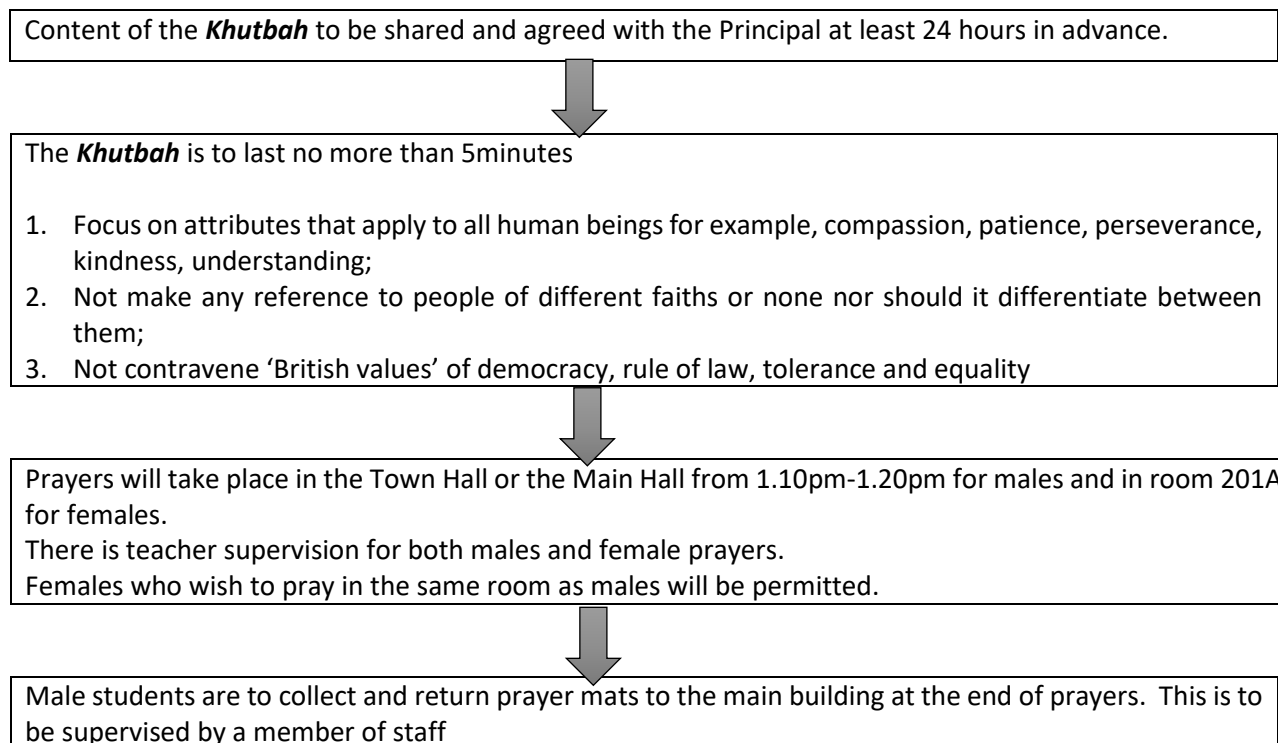 Content of the Khutbah to be shared and agreed with the Principal at least 24 hours in advance.
The Khutbah is to last no more than 5minutes
1. Focus on attributes that apply to all human beings for example, compassion, patience, perseverance,
kindness, understanding;
2. Not make any reference to people of different faiths or none nor should it differentiate between
them;
3. Not contravene ‘British values’ of democracy, rule of law, tolerance and equality
Prayers will take place in the Town Hall or the Main Hall from 1.10pm-1.20pm for males and in room 201A
for females.
There is teacher supervision for both males and female prayers.
Females who wish to pray in the same room as males will be permitted.
Male students are to collect and return prayer mats to the main building at the end of prayers. This is to
be supervised by a member of staff